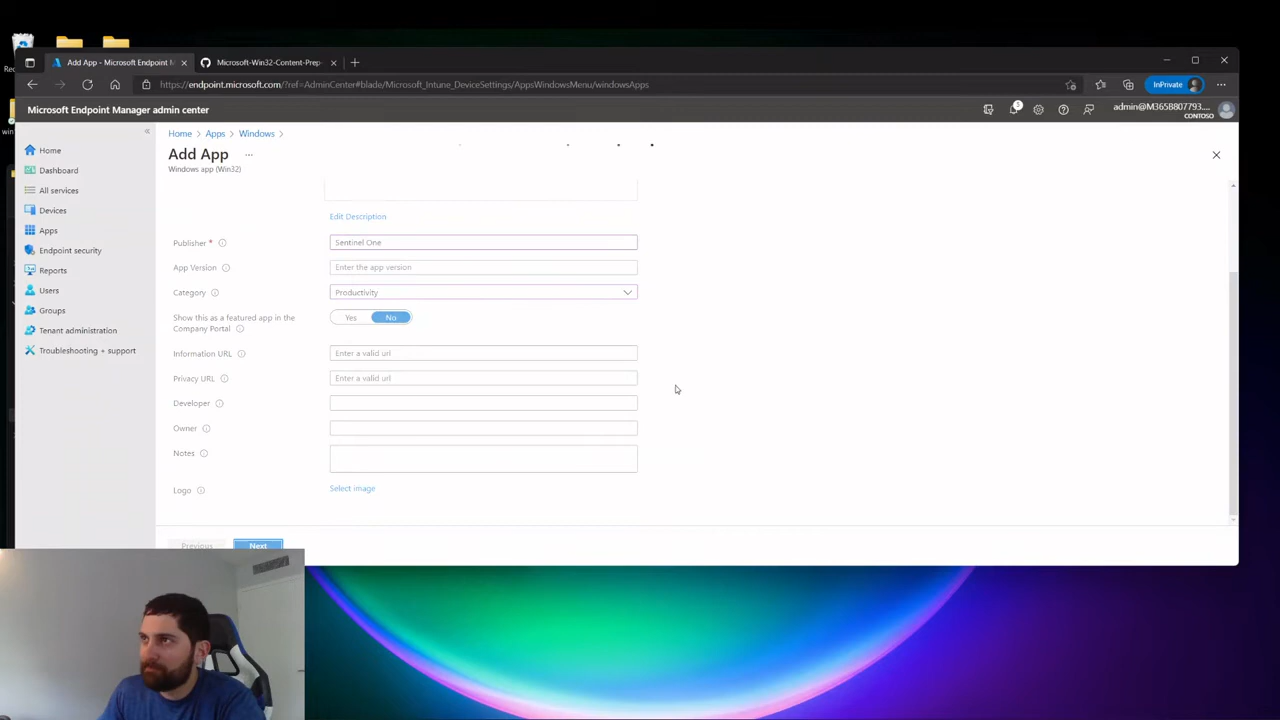 Add App - Microsoft Endpoint M
Microsoft-Win32-Content-Prep-
https://endpoint.microsoft.com/?ref=AdminCenter#blade/Microsoft_Intune_DeviceSettings/AppsWindowsMenu/windowsApps
InPrivate
Microsoft Endpoint Manager admin center
admin@M365B807793....
CONTOSO
Home
Dashboard
All services
Devices
Apps
Endpoint security
Reports
Users
Groups
Tenant administration
Troubleshooting + support
Home > Apps > Windows >
Add App ...
Windows app (Win32)
Edit Description
Publisher * Sentinel One
App Version Enter the app version
Category Productivity
Show this as a featured app in the
Company Portal
Yes No
Information URL Enter a valid url
Privacy URL Enter a valid url
Developer
Owner
Notes
Logo Select image
Previous Next